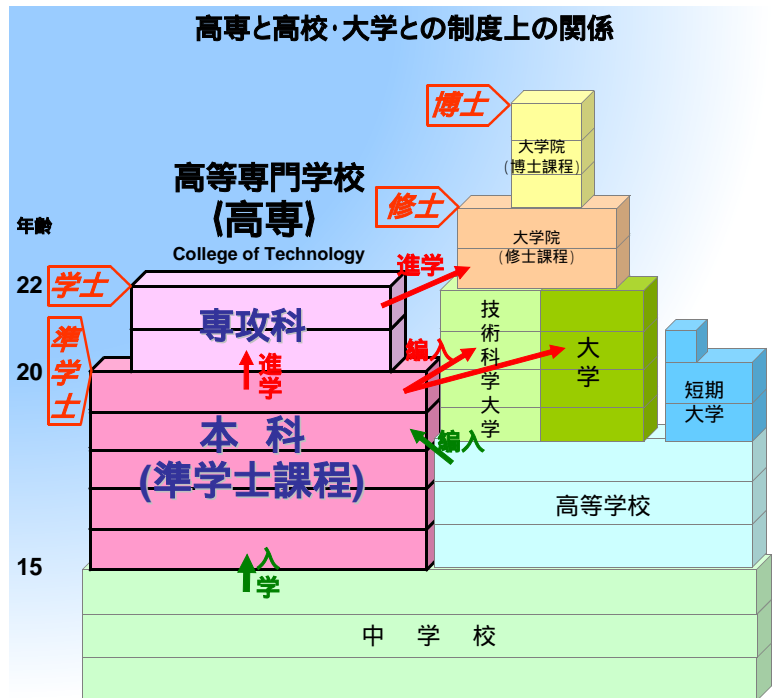 高専と高校・大学との制度上の関係
博士
大学院
(博士課程)
高等専門学校
(高専)
College of Technology
年齢
修士
大学院
(修士課程)
進学
22
学士
専攻科
技術科学大学
大学
編入
準学士
20
進学
短期
大学
本 科
(準学士課程)
編入
高等学校
15
入学
中 学 校